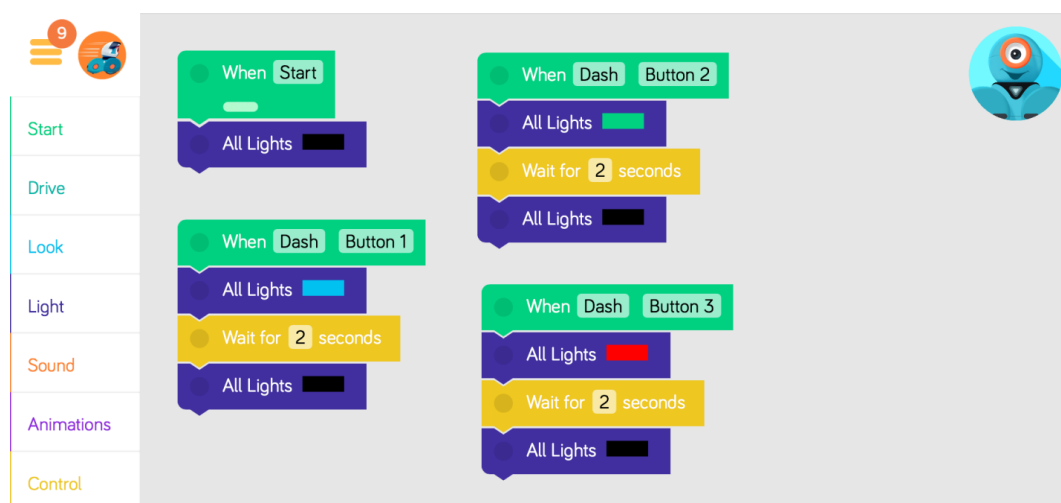 9
Start
Drive
Look
Light
Sound
Animations
Control
When Start
All Lights
When Dash Button 1
All Lights
Wait for 2 seconds
All Lights
When Dash Button 2
All Lights
Wait for 2 seconds
All Lights
When Dash Button 3
All Lights
Wait for 2 seconds
All Lights